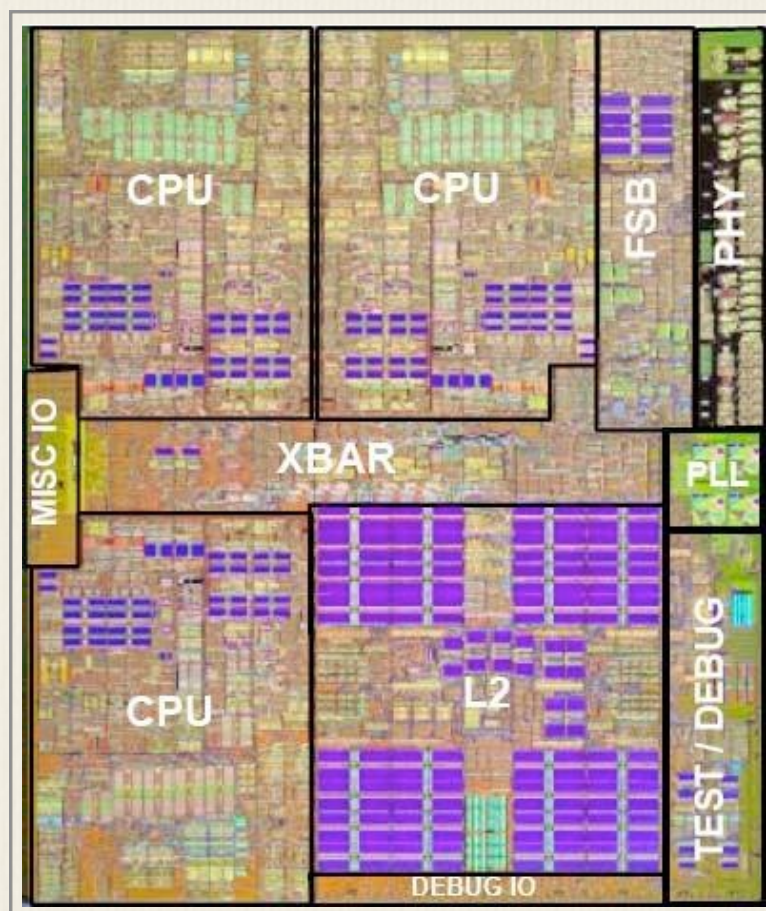 CPU
CPU
FSB
PHY
MISC IO
XBAR
PLL
CPU
L2
TEST / DEBUG
DEBUG IO